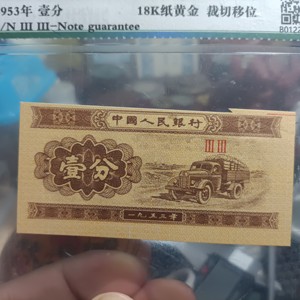 953年 壹分 18K纸黄金 裁切移位
/N III III-Note guarantee B0122
中國人民銀行
III III
壹分
一九五三年